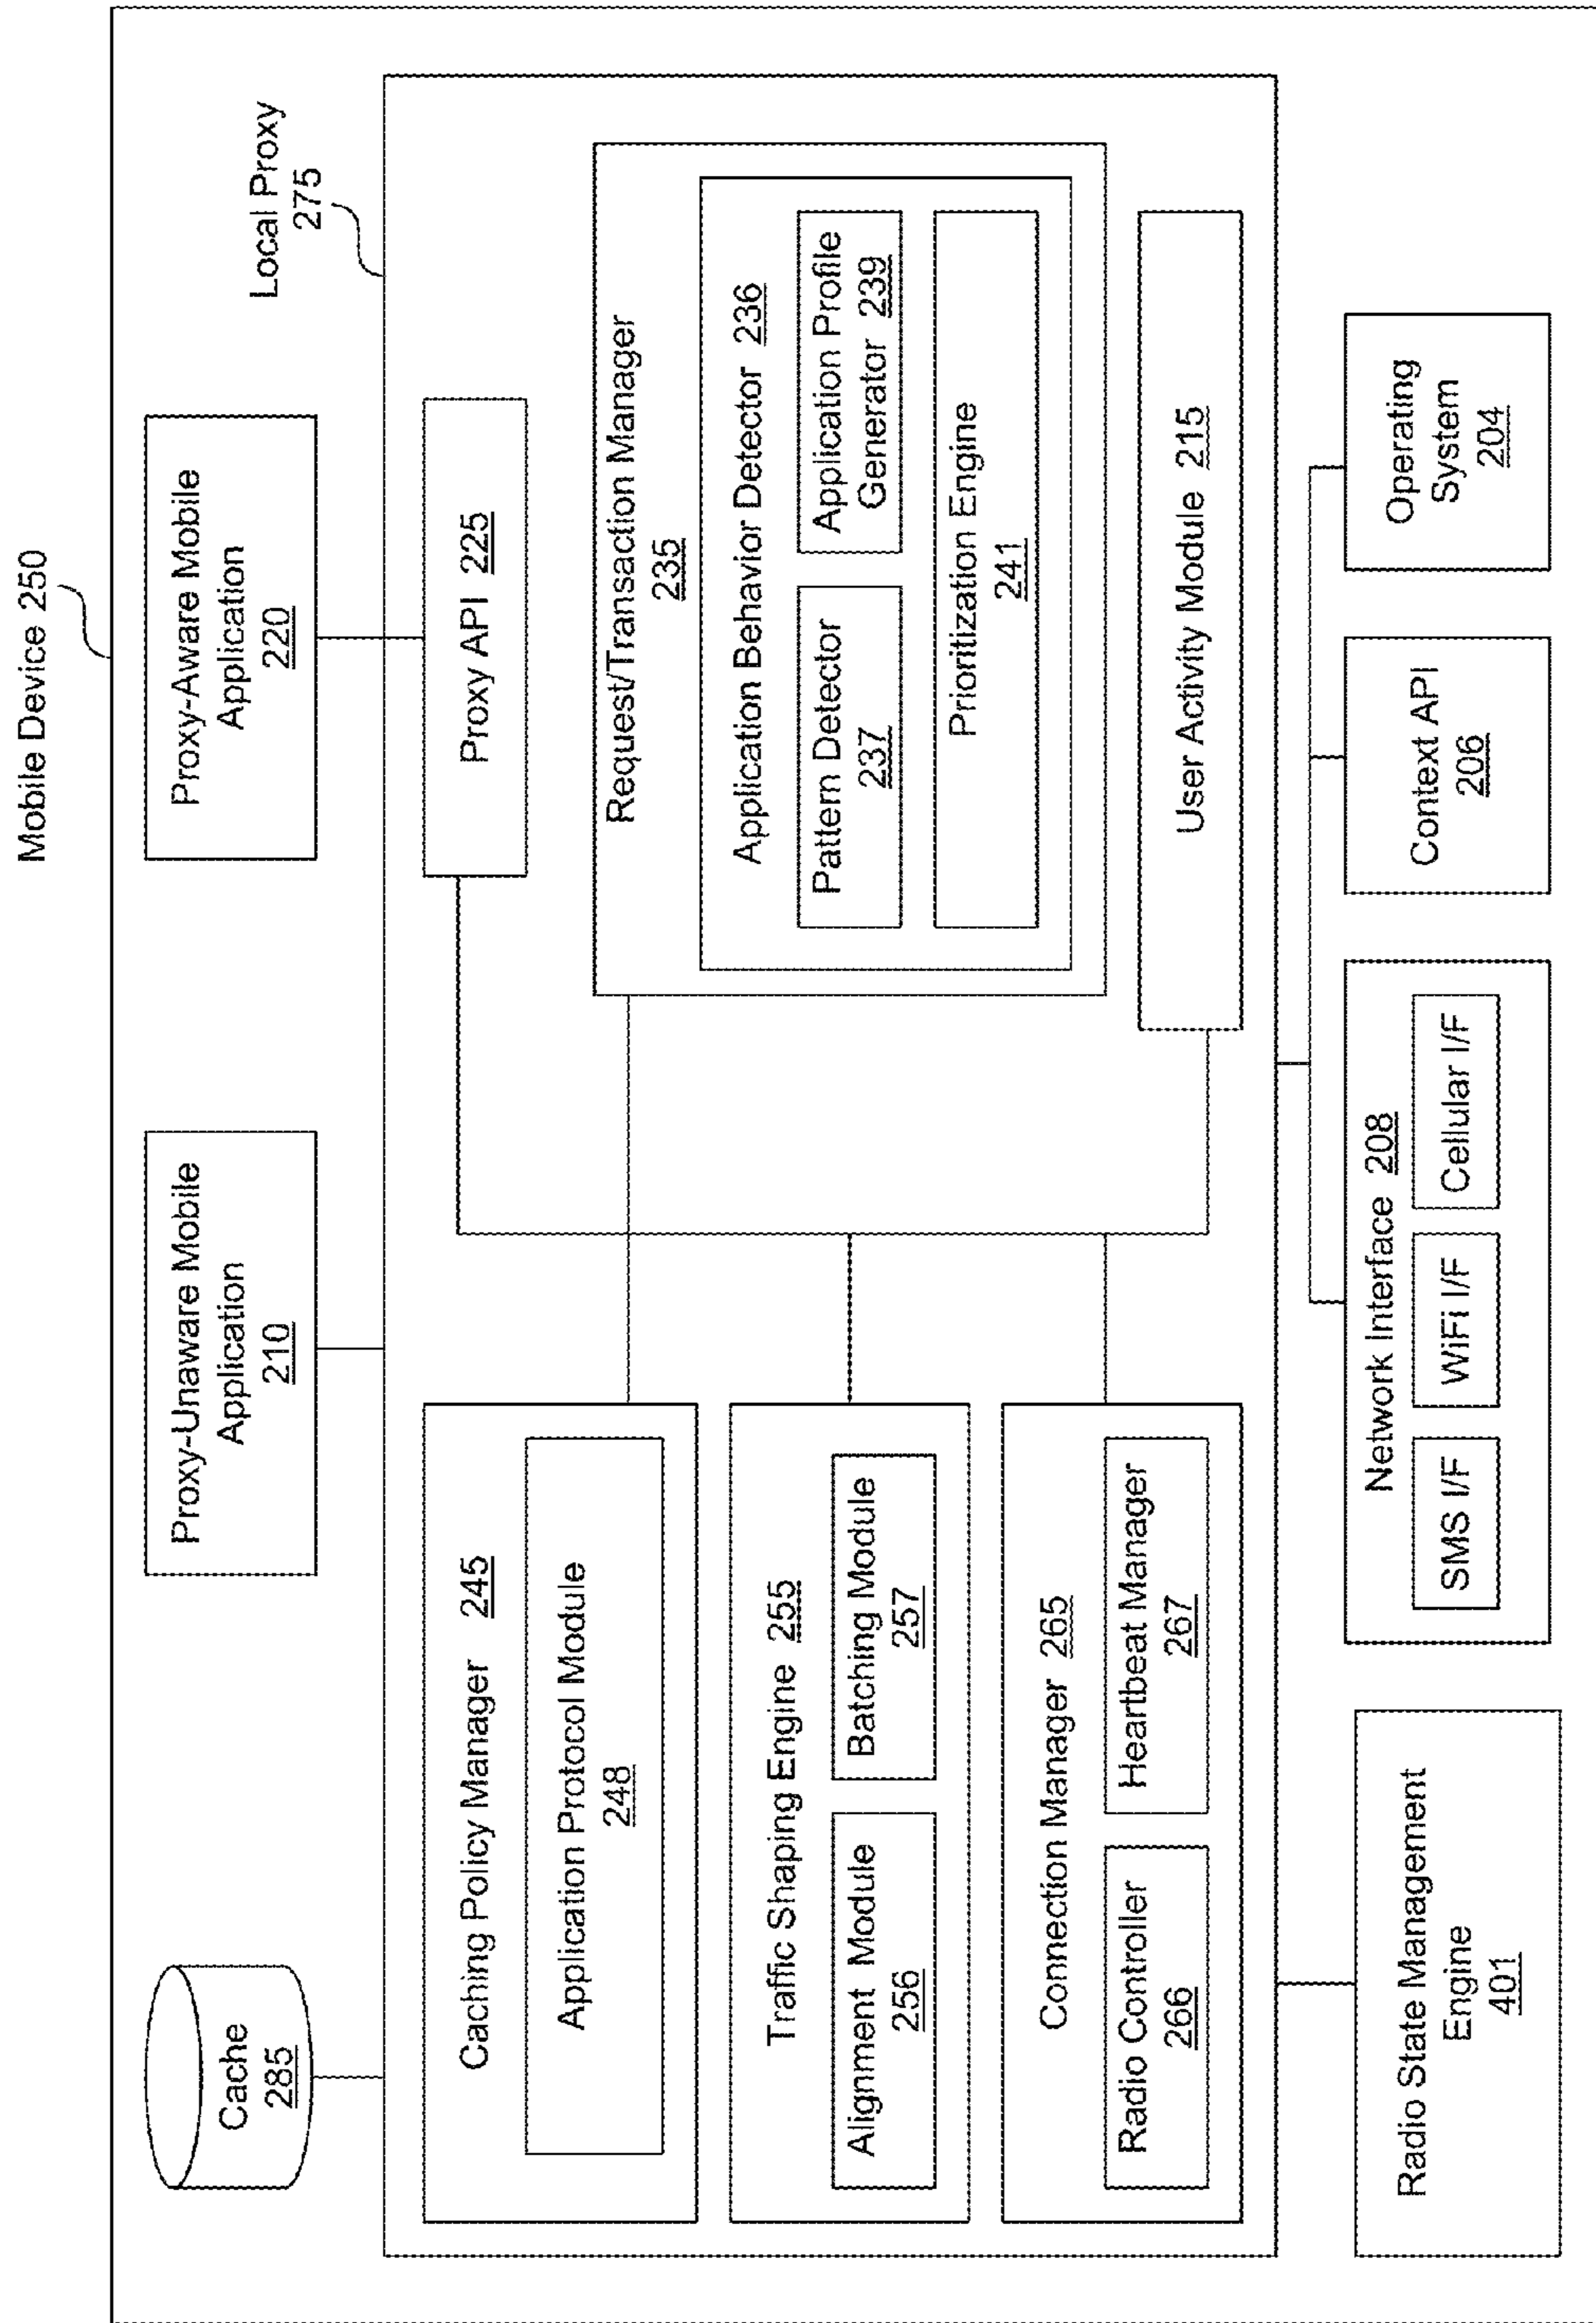 Mobile Device 250
Cache
285
Proxy-Unaware Mobile
Application
210
Proxy-Aware Mobile
Application
220
Local Proxy
275
Proxy API 225
Caching Policy Manager 245
Application Protocol Module
248
Traffic Shaping Engine 255
Alignment Module
256
Batching Module
257
Connection Manager 265
Radio Controller
266
Heartbeat Manager
267
Request/Transaction Manager
235
Application Behavior Detector 236
Pattern Detector
237
Application Profile
Generator 239
Prioritization Engine
241
User Activity Module 215
Radio State Management
Engine
401
Network Interface 208
SMS I/F
WiFi I/F
Cellular I/F
Context API
206
Operating
System
204